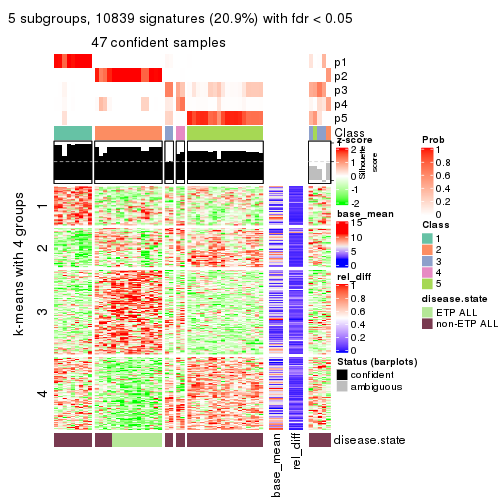 5 subgroups, 10839 signatures (20.9%) with fdr < 0.05
47 confident samples
p1
p2
p3
p4
p5
Class
z-score
2
1
0
-1
-2
Silhouette
score
k-means with 4 groups
1
2
3
4
base_mean
15
10
5
0
rel_diff
1
0.8
0.6
0.4
0.2
0
Status (barplots)
confident
ambiguous
Prob
1
0.8
0.6
0.4
0.2
0
Class
1
2
3
4
5
disease.state
ETP ALL
non-ETP ALL
disease.state
base_mean
rel_diff